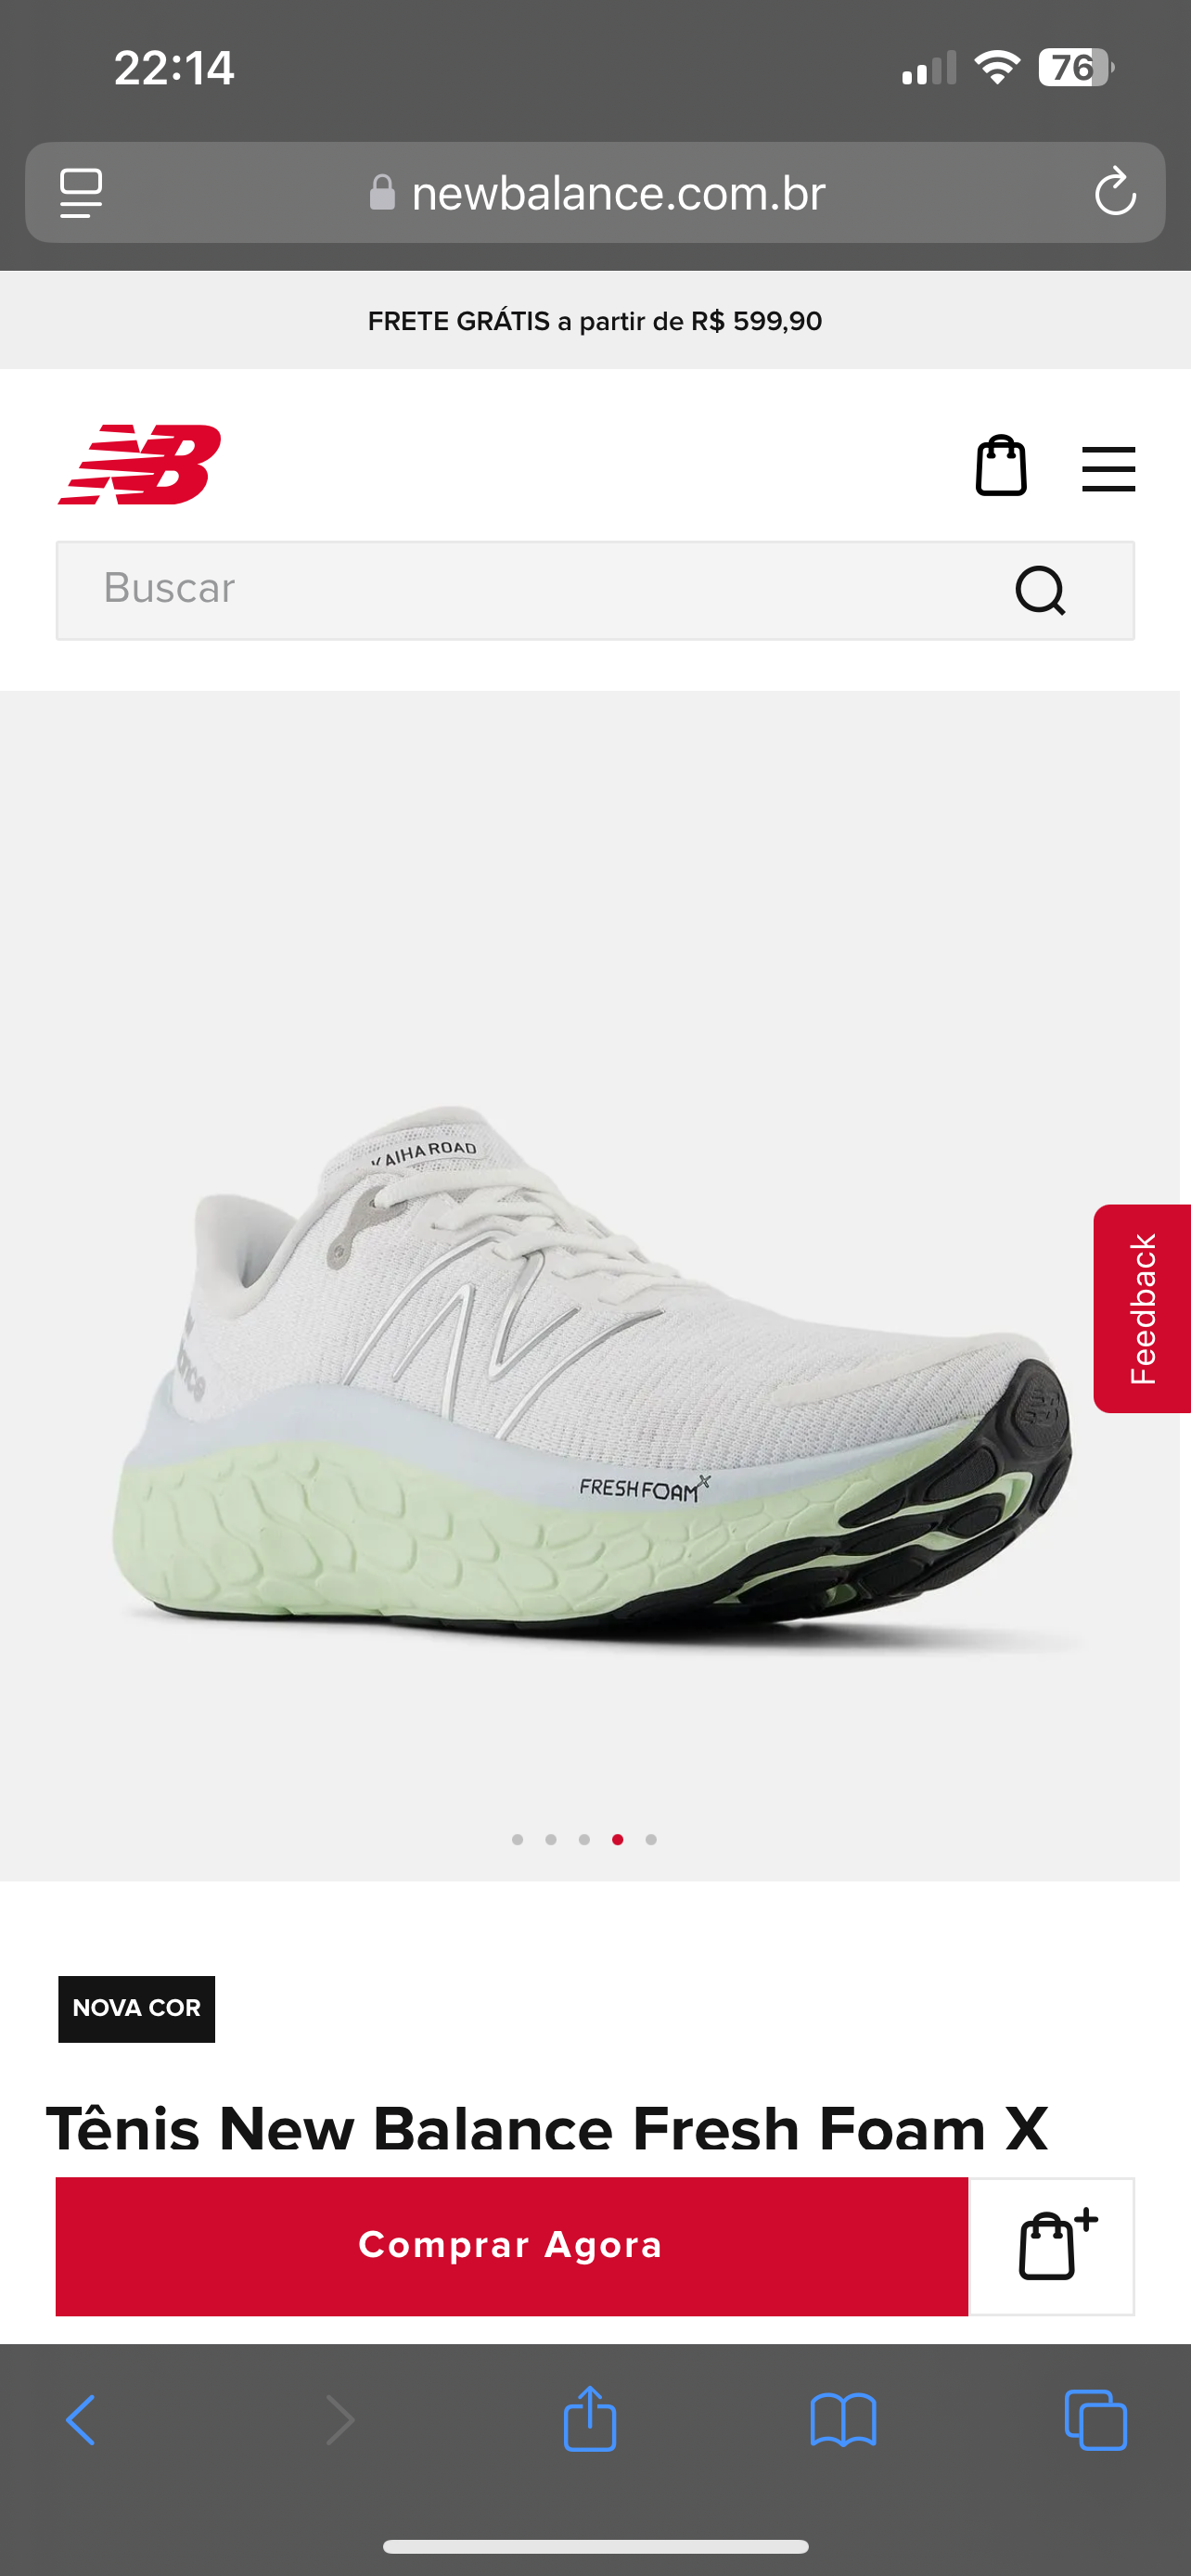 22:14
76
newbalance.com.br
FRETE GRÁTIS a partir de R$ 599,90
NB
Buscar
KAIHA ROAD
FRESH FOAM X
Feedback
NOVA COR
Tênis New Balance Fresh Foam X
Comprar Agora